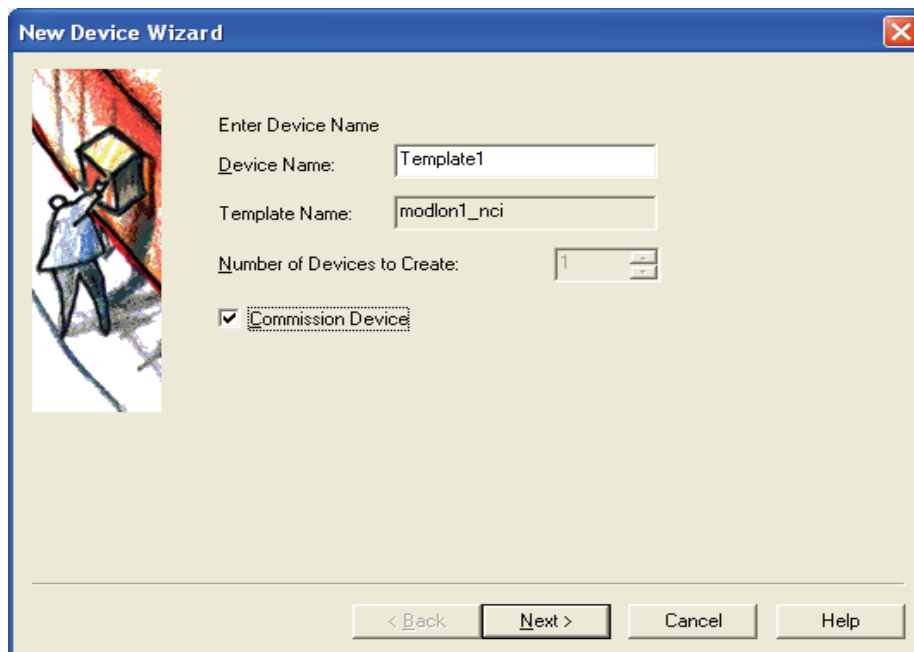 New Device Wizard
Enter Device Name
Device Name: Template1
Template Name: modlon1_nci
Number of Devices to Create: 1
Commission Device
< Back Next > Cancel Help